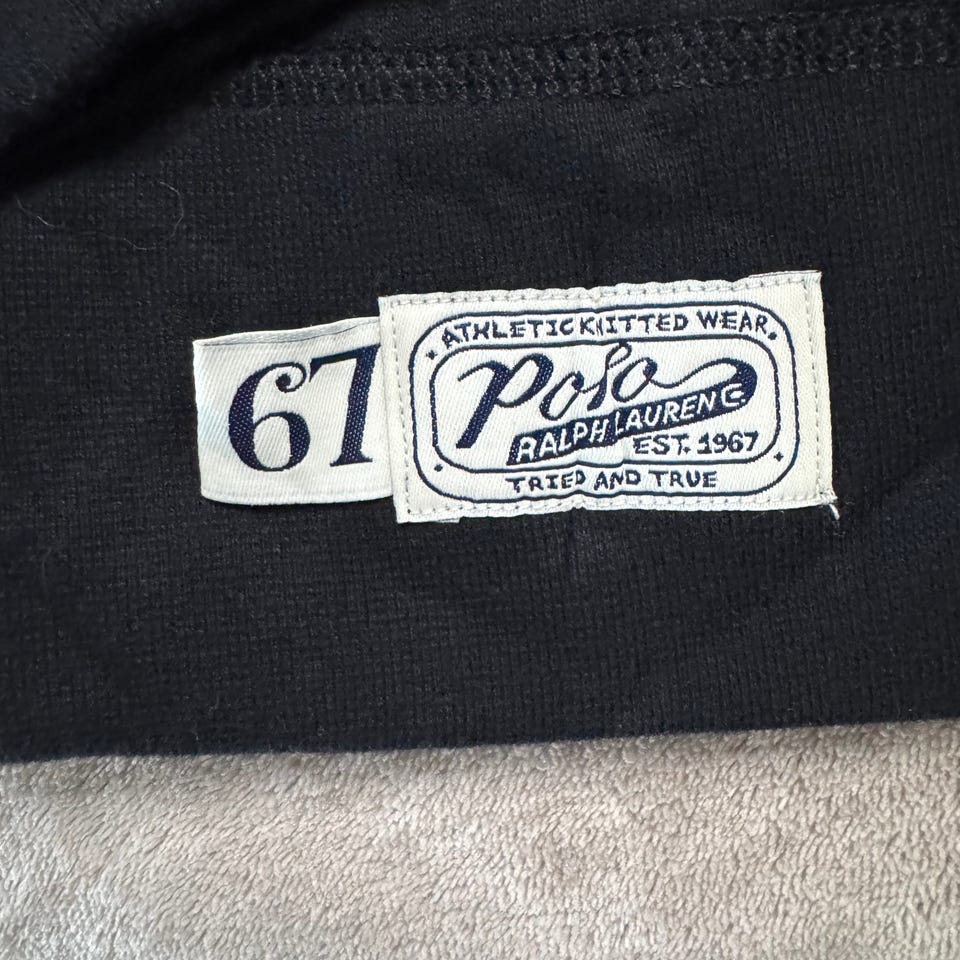 67
ATHLETIC KNITTED WEAR.
Polo
RALPH LAUREN Co
EST. 1967
TRIED AND TRUE